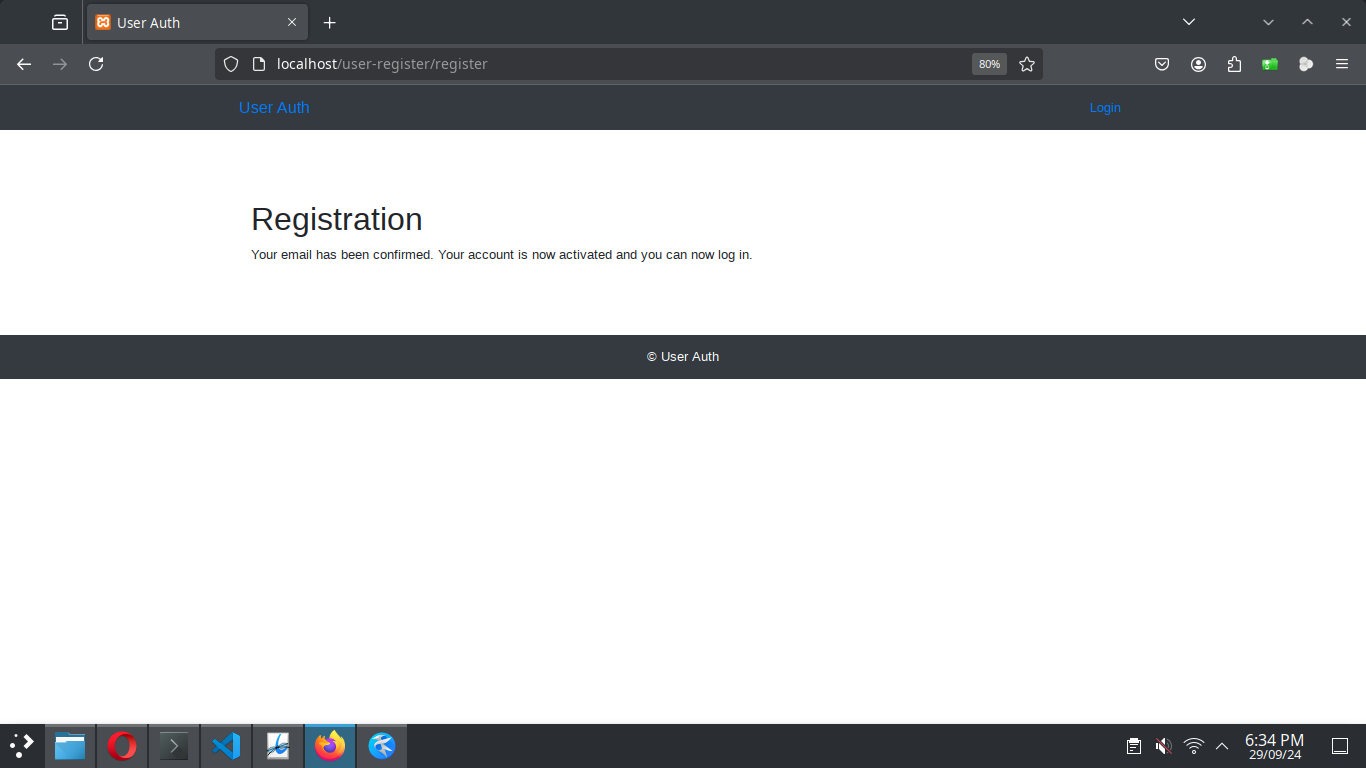 User Auth
localhost/user-register/register
80%
User Auth
Login
Registration
Your email has been confirmed. Your account is now activated and you can now log in.
© User Auth
6:34 PM
29/09/24